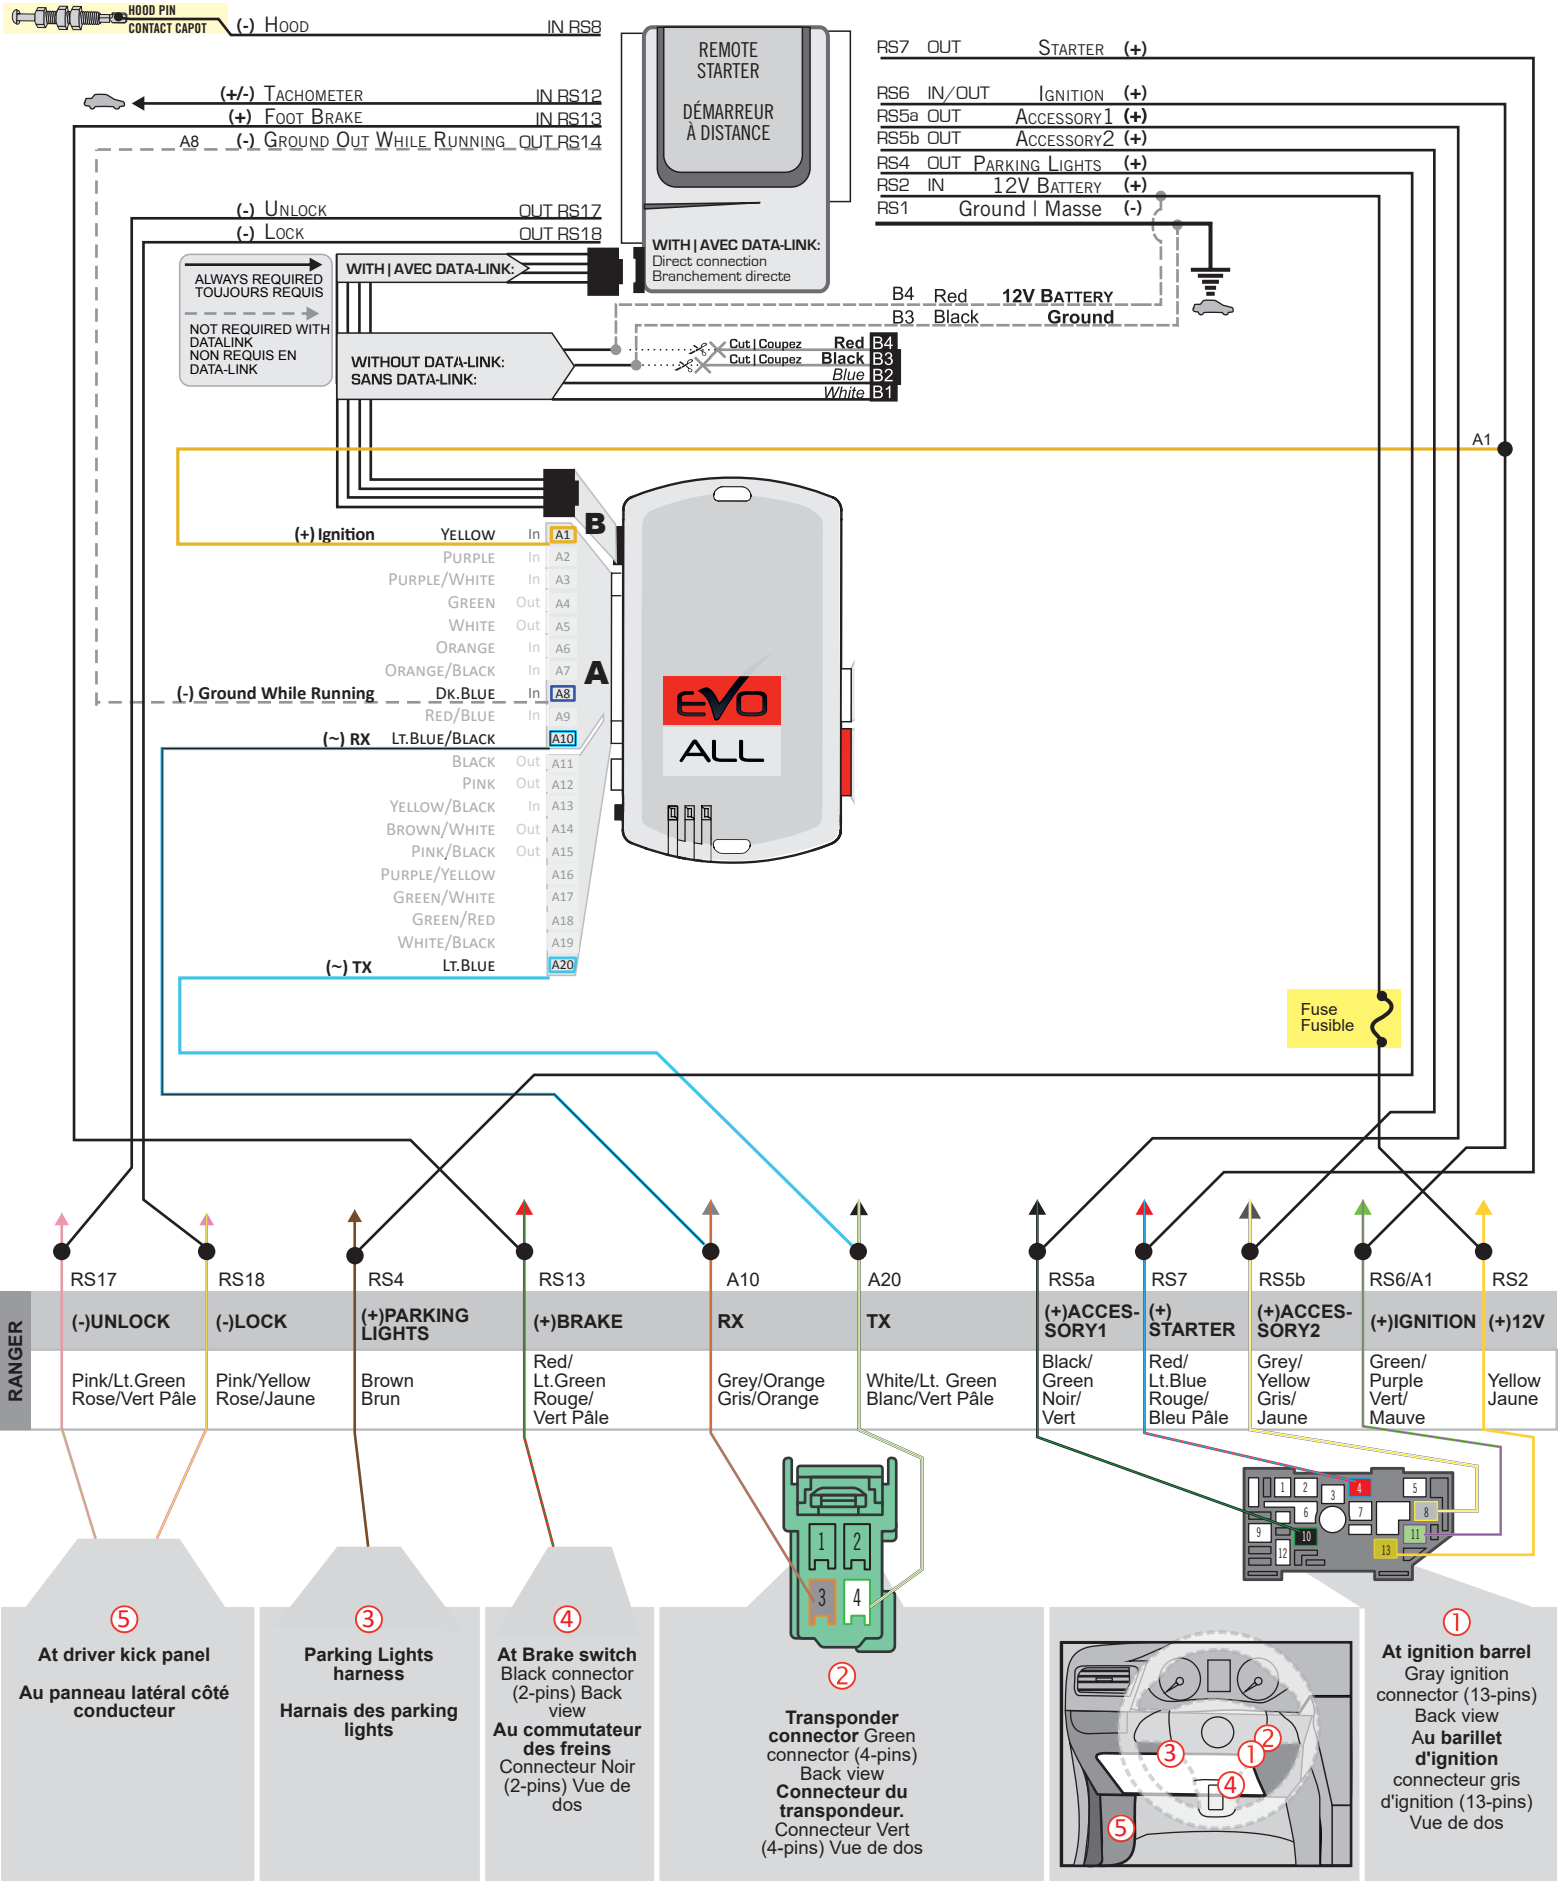 HOOD PIN
CONTACT CAPOT
(-) HOOD IN RS8
(+/-) TACHOMETER IN RS12
(+) FOOT BRAKE IN RS13
A8 (-) GROUND OUT WHILE RUNNING OUT RS14
(-) UNLOCK OUT RS17
(-) LOCK OUT RS18
REMOTE
STARTER
DÉMARREUR
À DISTANCE
WITH | AVEC DATA-LINK:
Direct connection
Branchement directe
RS7 OUT STARTER (+)
RS6 IN/OUT IGNITION (+)
RS5a OUT ACCESSORY1 (+)
RS5b OUT ACCESSORY2 (+)
RS4 OUT PARKING LIGHTS (+)
RS2 IN 12V BATTERY (+)
RS1 Ground | Masse (-)
ALWAYS REQUIRED
TOUJOURS REQUIS
NOT REQUIRED WITH
DATALINK
NON REQUIS EN
DATA-LINK
WITH | AVEC DATA-LINK:
WITHOUT DATA-LINK:
SANS DATA-LINK:
B4 Red 12V BATTERY
B3 Black Ground
Cut | Coupez Red B4
Cut | Coupez Black B3
Blue B2
White B1
A1
B
A
(+) Ignition YELLOW In A1
PURPLE In A2
PURPLE/WHITE In A3
GREEN Out A4
WHITE Out A5
ORANGE In A6
ORANGE/BLACK In A7
(-) Ground While Running DK.BLUE In A8
RED/BLUE In A9
(~) RX LT.BLUE/BLACK A10
BLACK Out A11
PINK Out A12
YELLOW/BLACK In A13
BROWN/WHITE Out A14
PINK/BLACK Out A15
PURPLE/YELLOW A16
GREEN/WHITE A17
GREEN/RED A18
WHITE/BLACK A19
(~) TX LT.BLUE A20
EVO
ALL
Fuse
Fusible
RANGER
RS17
(-)UNLOCK
Pink/Lt.Green
Rose/Vert Pâle
RS18
(-)LOCK
Pink/Yellow
Rose/Jaune
RS4
(+)PARKING
LIGHTS
Brown
Brun
RS13
(+)BRAKE
Red/
Lt.Green
Rouge/
Vert Pâle
A10
RX
Grey/Orange
Gris/Orange
A20
TX
White/Lt. Green
Blanc/Vert Pâle
RS5a
(+)ACCES-
SORY1
Black/
Green
Noir/
Vert
RS7
(+)
STARTER
Red/
Lt.Blue
Rouge/
Bleu Pâle
RS5b
(+)ACCES-
SORY2
Grey/
Yellow
Gris/
Jaune
RS6/A1
(+)IGNITION
Green/
Purple
Vert/
Mauve
RS2
(+)12V
Yellow
Jaune
1 2
3 4
1 2 3 4 5
6 7 8
9 10 11
12 13
5
At driver kick panel
Au panneau latéral côté
conducteur
3
Parking Lights
harness
Harnais des parking
lights
4
At Brake switch
Black connector
(2-pins) Back
view
Au commutateur
des freins
Connecteur Noir
(2-pins) Vue de
dos
2
Transponder
connector Green
connector (4-pins)
Back view
Connecteur du
transpondeur.
Connecteur Vert
(4-pins) Vue de dos
2
3 1
4
5
1
At ignition barrel
Gray ignition
connector (13-pins)
Back view
Au barillet
d'ignition
connecteur gris
d'ignition (13-pins)
Vue de dos